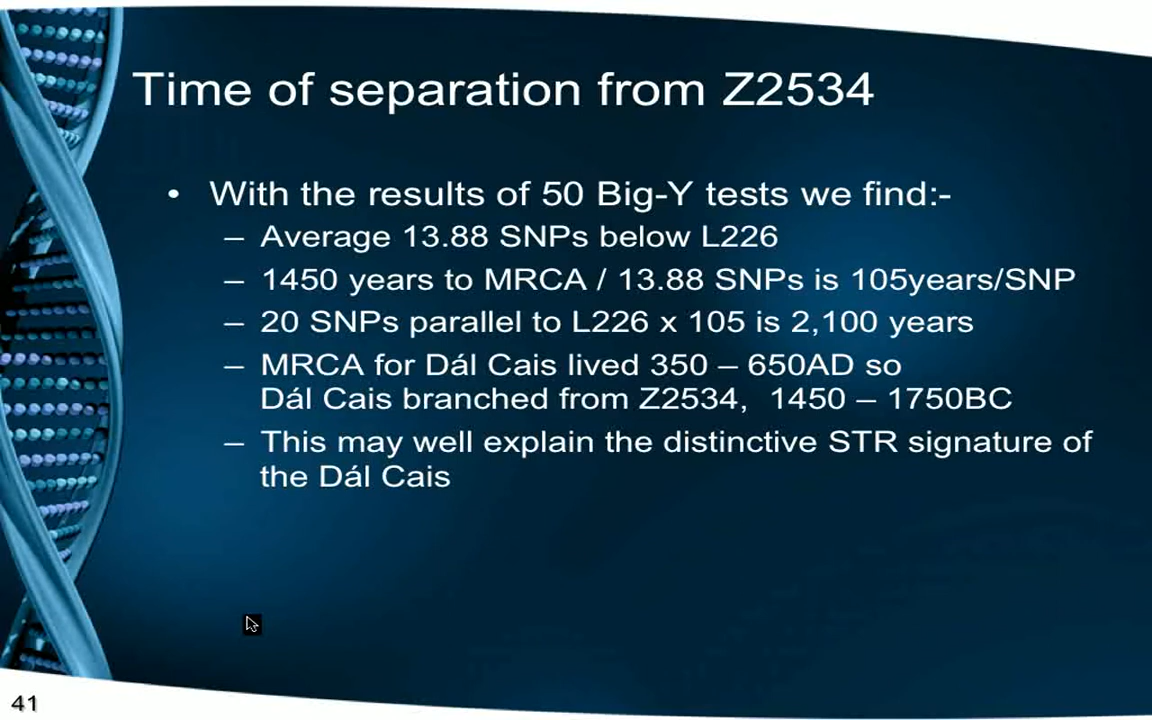 Time of separation from Z2534
• With the results of 50 Big-Y tests we find:-
– Average 13.88 SNPs below L226
– 1450 years to MRCA / 13.88 SNPs is 105years/SNP
– 20 SNPs parallel to L226 x 105 is 2,100 years
– MRCA for Dál Cais lived 350 – 650AD so
Dál Cais branched from Z2534, 1450 – 1750BC
– This may well explain the distinctive STR signature of
the Dál Cais
41